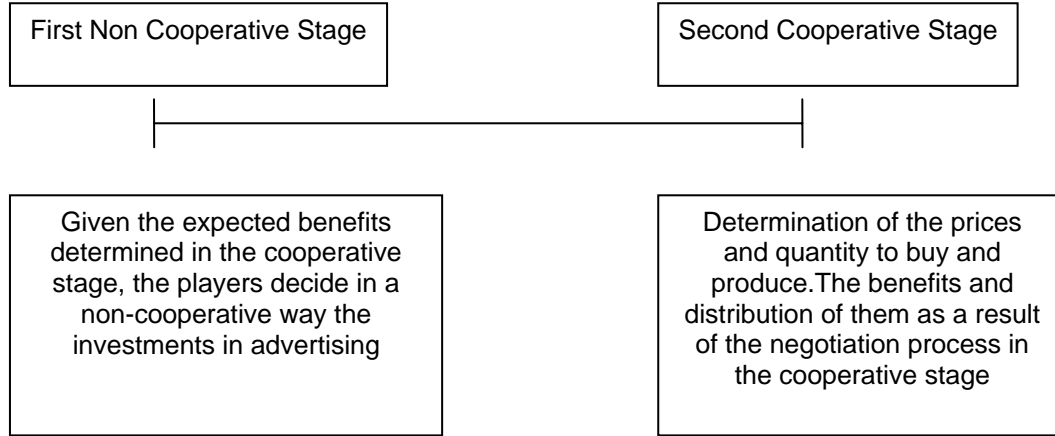 First Non Cooperative Stage
Second Cooperative Stage
Given the expected benefits
determined in the cooperative
stage, the players decide in a
non-cooperative way the
investments in advertising
Determination of the prices
and quantity to buy and
produce.The benefits and
distribution of them as a result
of the negotiation process in
the cooperative stage